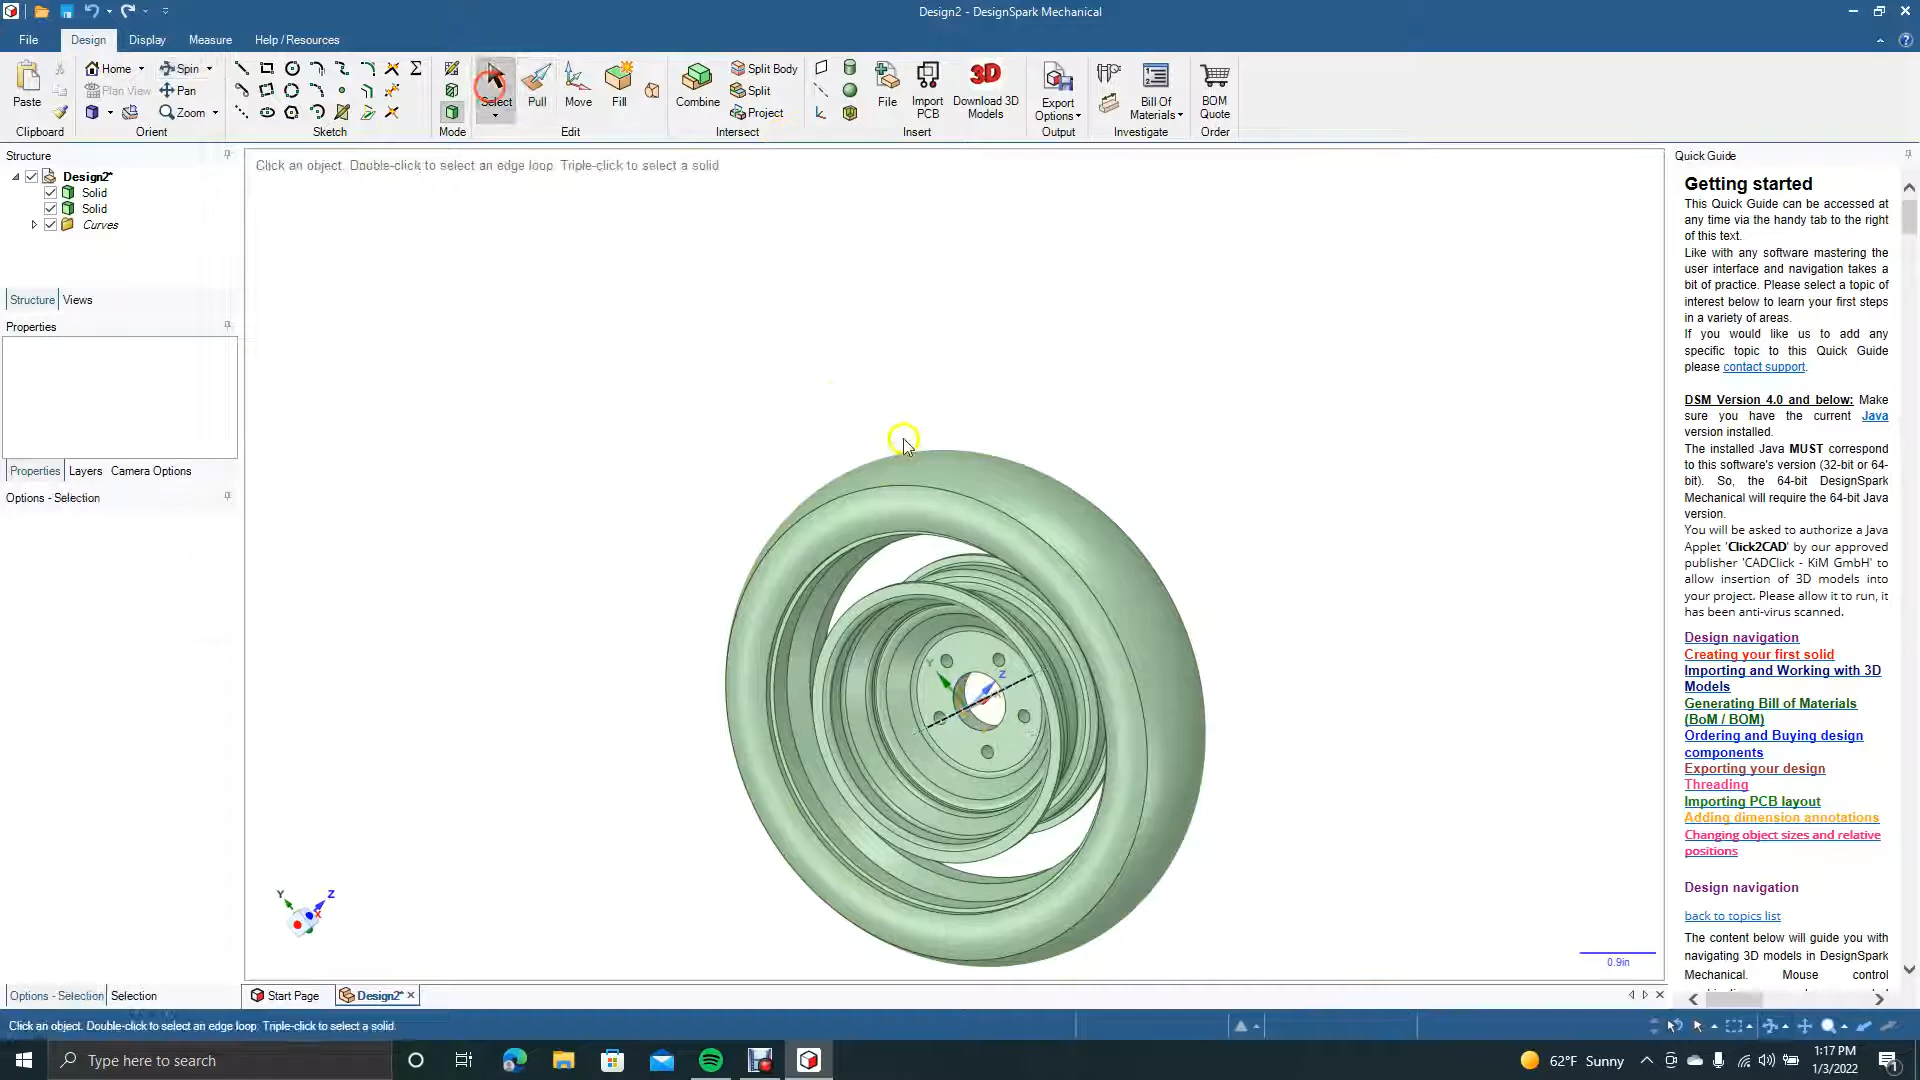 Design2 - DesignSpark Mechanical
File
Design
Display
Measure
Help / Resources
Paste
Clipboard
Home
Plan View
Spin
Pan
Zoom
Orient
Sketch
Mode
Select
Pull
Move
Fill
Edit
Combine
Split Body
Split
Project
Intersect
File
Import PCB
Download 3D Models
Insert
Export Options
Output
Bill Of Materials
Investigate
BOM Quote
Order
Structure
Design2*
Solid
Solid
Curves
Structure
Views
Properties
Properties
Layers
Camera Options
Options - Selection
Options - Selection
Selection
Click an object. Double-click to select an edge loop. Triple-click to select a solid
Y
Z
Y
Z
X
0.9in
Start Page
Design2*
Quick Guide
Getting started
This Quick Guide can be accessed at
any time via the handy tab to the right
of this text.
Like with any software mastering the
user interface and navigation takes a
bit of practice. Please select a topic of
interest below to learn your first steps
in a variety of areas.
If you would like us to add any
specific topic to this Quick Guide
please contact support.
DSM Version 4.0 and below: Make
sure you have the current Java
version installed.
The installed Java MUST correspond
to this software's version (32-bit or 64-
bit). So, the 64-bit DesignSpark
Mechanical will require the 64-bit Java
version.
You will be asked to authorize a Java
Applet 'Click2CAD' by our approved
publisher 'CADClick - KiM GmbH' to
allow insertion of 3D models into
your project. Please allow it to run, it
has been anti-virus scanned.
Design navigation
Creating your first solid
Importing and Working with 3D
Models
Generating Bill of Materials
(BoM / BOM)
Ordering and Buying design
components
Exporting your design
Threading
Importing PCB layout
Adding dimension annotations
Changing object sizes and relative
positions
Design navigation
back to topics list
The content below will guide you with
navigating 3D models in DesignSpark
Mechanical. Mouse control
Click an object. Double-click to select an edge loop. Triple-click to select a solid.
Type here to search
62°F Sunny
1:17 PM
1/3/2022
1